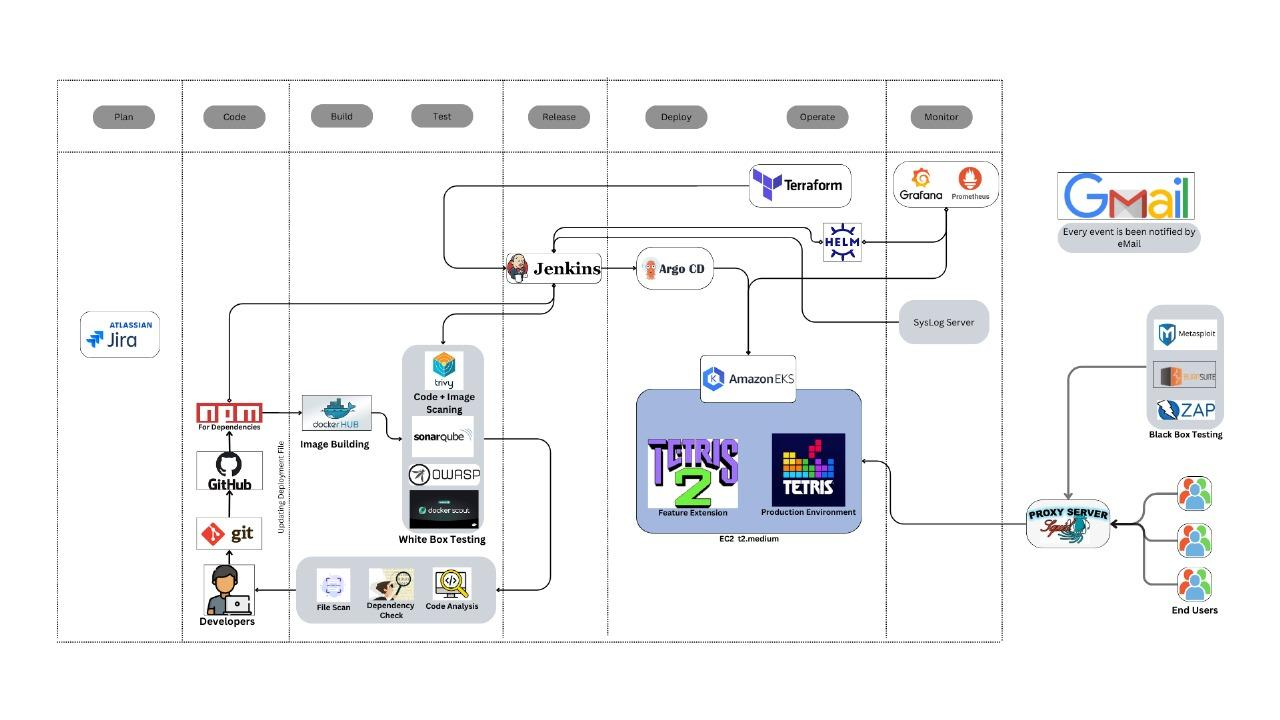 Plan
Code
Build
Test
Release
Deploy
Operate
Monitor
Terraform
Grafana
Prometheus
GMail
Every event is been notified by
eMail
HELM
Jenkins
Argo CD
SysLog Server
ATLASSIAN
Jira
trivy
Code + Image
Scaning
Amazon EKS
Metasploit
BURPSUITE
ZAP
Black Box Testing
npm
For Dependencies
docker HUB
Image Building
sonarqube
OWASP
docker scout
White Box Testing
GitHub
Updating Deployment File
git
TETRIS
2
Feature Extension
TETRIS
Production Environment
EC2 t2.medium
PROXY SERVER
Squid
File Scan
Dependency
Check
Code Analysis
Developers
End Users